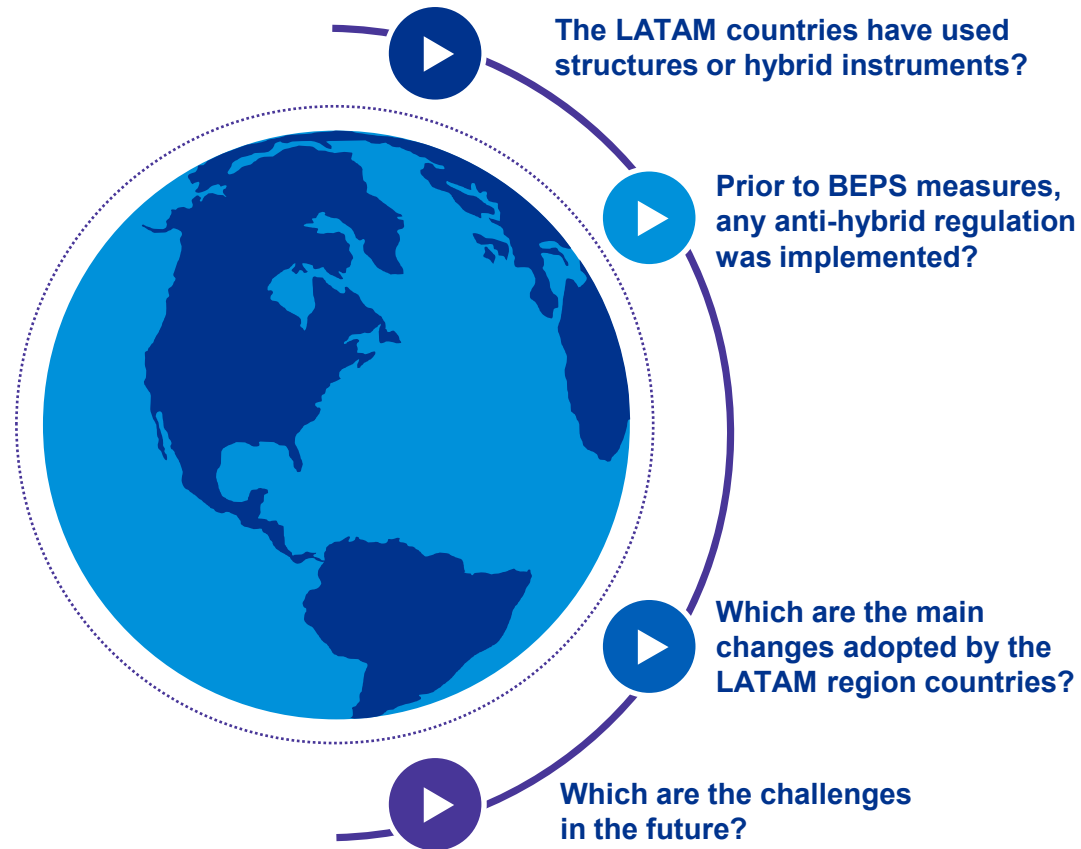 The LATAM countries have used
structures or hybrid instruments?
Prior to BEPS measures,
any anti-hybrid regulation
was implemented?
Which are the main
changes adopted by the
LATAM region countries?
Which are the challenges
in the future?